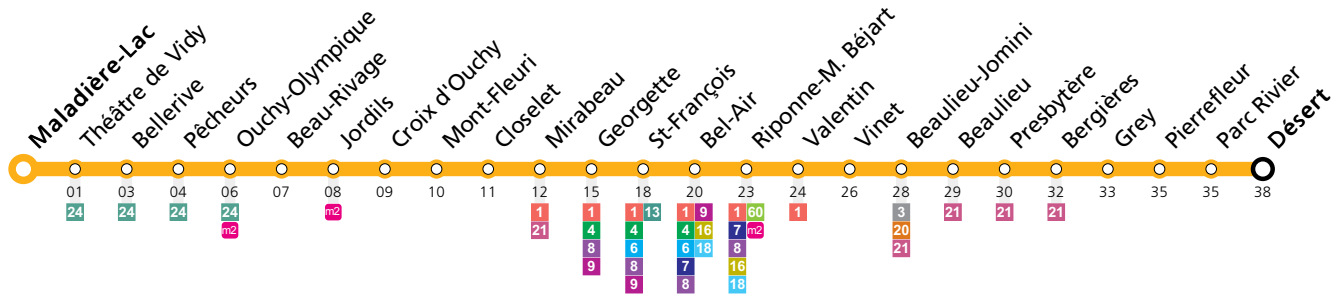 Maladière-Lac
Théâtre de Vidy
Bellerive
Pêcheurs
Ouchy-Olympique
Beau-Rivage
Jordils
Croix d'Ouchy
Mont-Fleuri
Closelet
Mirabeau
Georgette
St-François
Bel-Air
Riponne-M. Béjart
Valentin
Vinet
Beaulieu-Jomini
Beaulieu
Presbytère
Bergières
Grey
Pierrefleur
Parc Rivier
Désert
01 03 04 06 07 08 09 10 11 12 15 18 20 23 24 26 28 29 30 32 33 35 35 38
24 24 24 24 m2 1 1 1 13 1 9 1 60 1 3 21 21 21
m2 21 4 4 4 16 7 m2 20
8 6 6 18 8 21
9 8 7 16
9 8 18